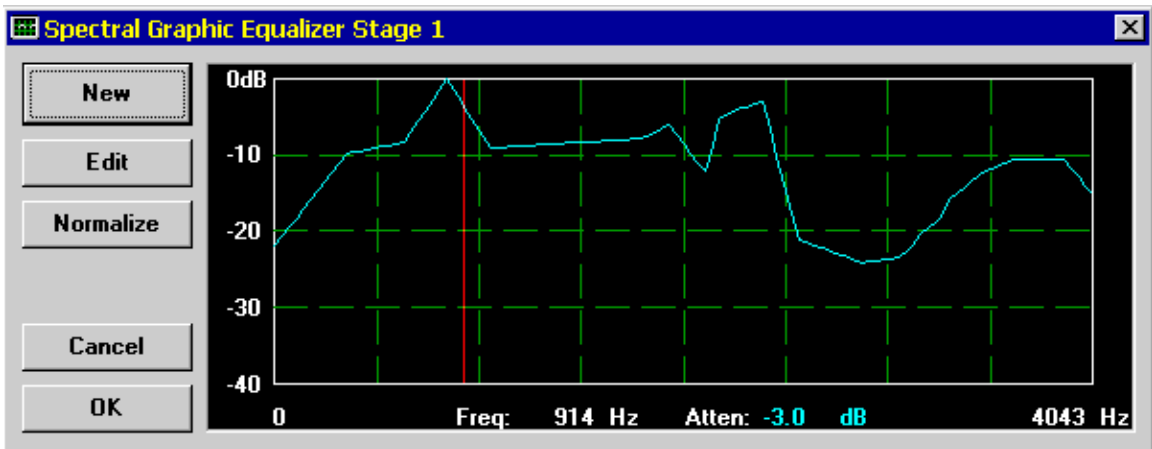 Spectral Graphic Equalizer Stage 1
New
Edit
Normalize
Cancel
OK
0dB
-10
-20
-30
-40
0 Freq: 914 Hz Atten: -3.0 dB 4043 Hz